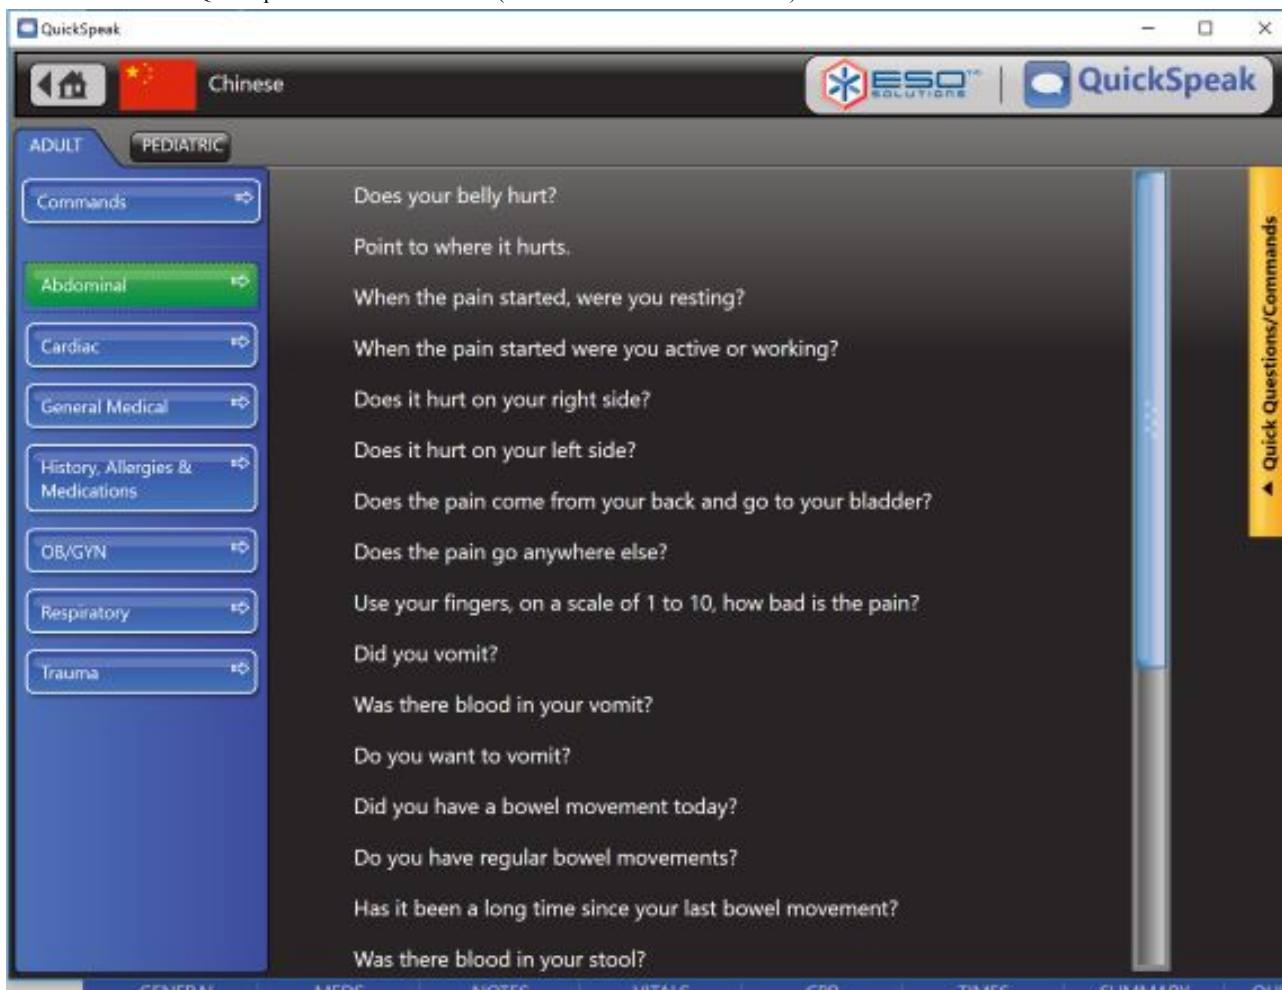 QuickSpeak
Chinese
ESO™ SOLUTIONS | QuickSpeak
ADULT PEDIATRIC
Commands
Abdominal
Cardiac
General Medical
History, Allergies &
Medications
OB/GYN
Respiratory
Trauma
Does your belly hurt?
Point to where it hurts.
When the pain started, were you resting?
When the pain started were you active or working?
Does it hurt on your right side?
Does it hurt on your left side?
Does the pain come from your back and go to your bladder?
Does the pain go anywhere else?
Use your fingers, on a scale of 1 to 10, how bad is the pain?
Did you vomit?
Was there blood in your vomit?
Do you want to vomit?
Did you have a bowel movement today?
Do you have regular bowel movements?
Has it been a long time since your last bowel movement?
Was there blood in your stool?
Quick Questions/Commands